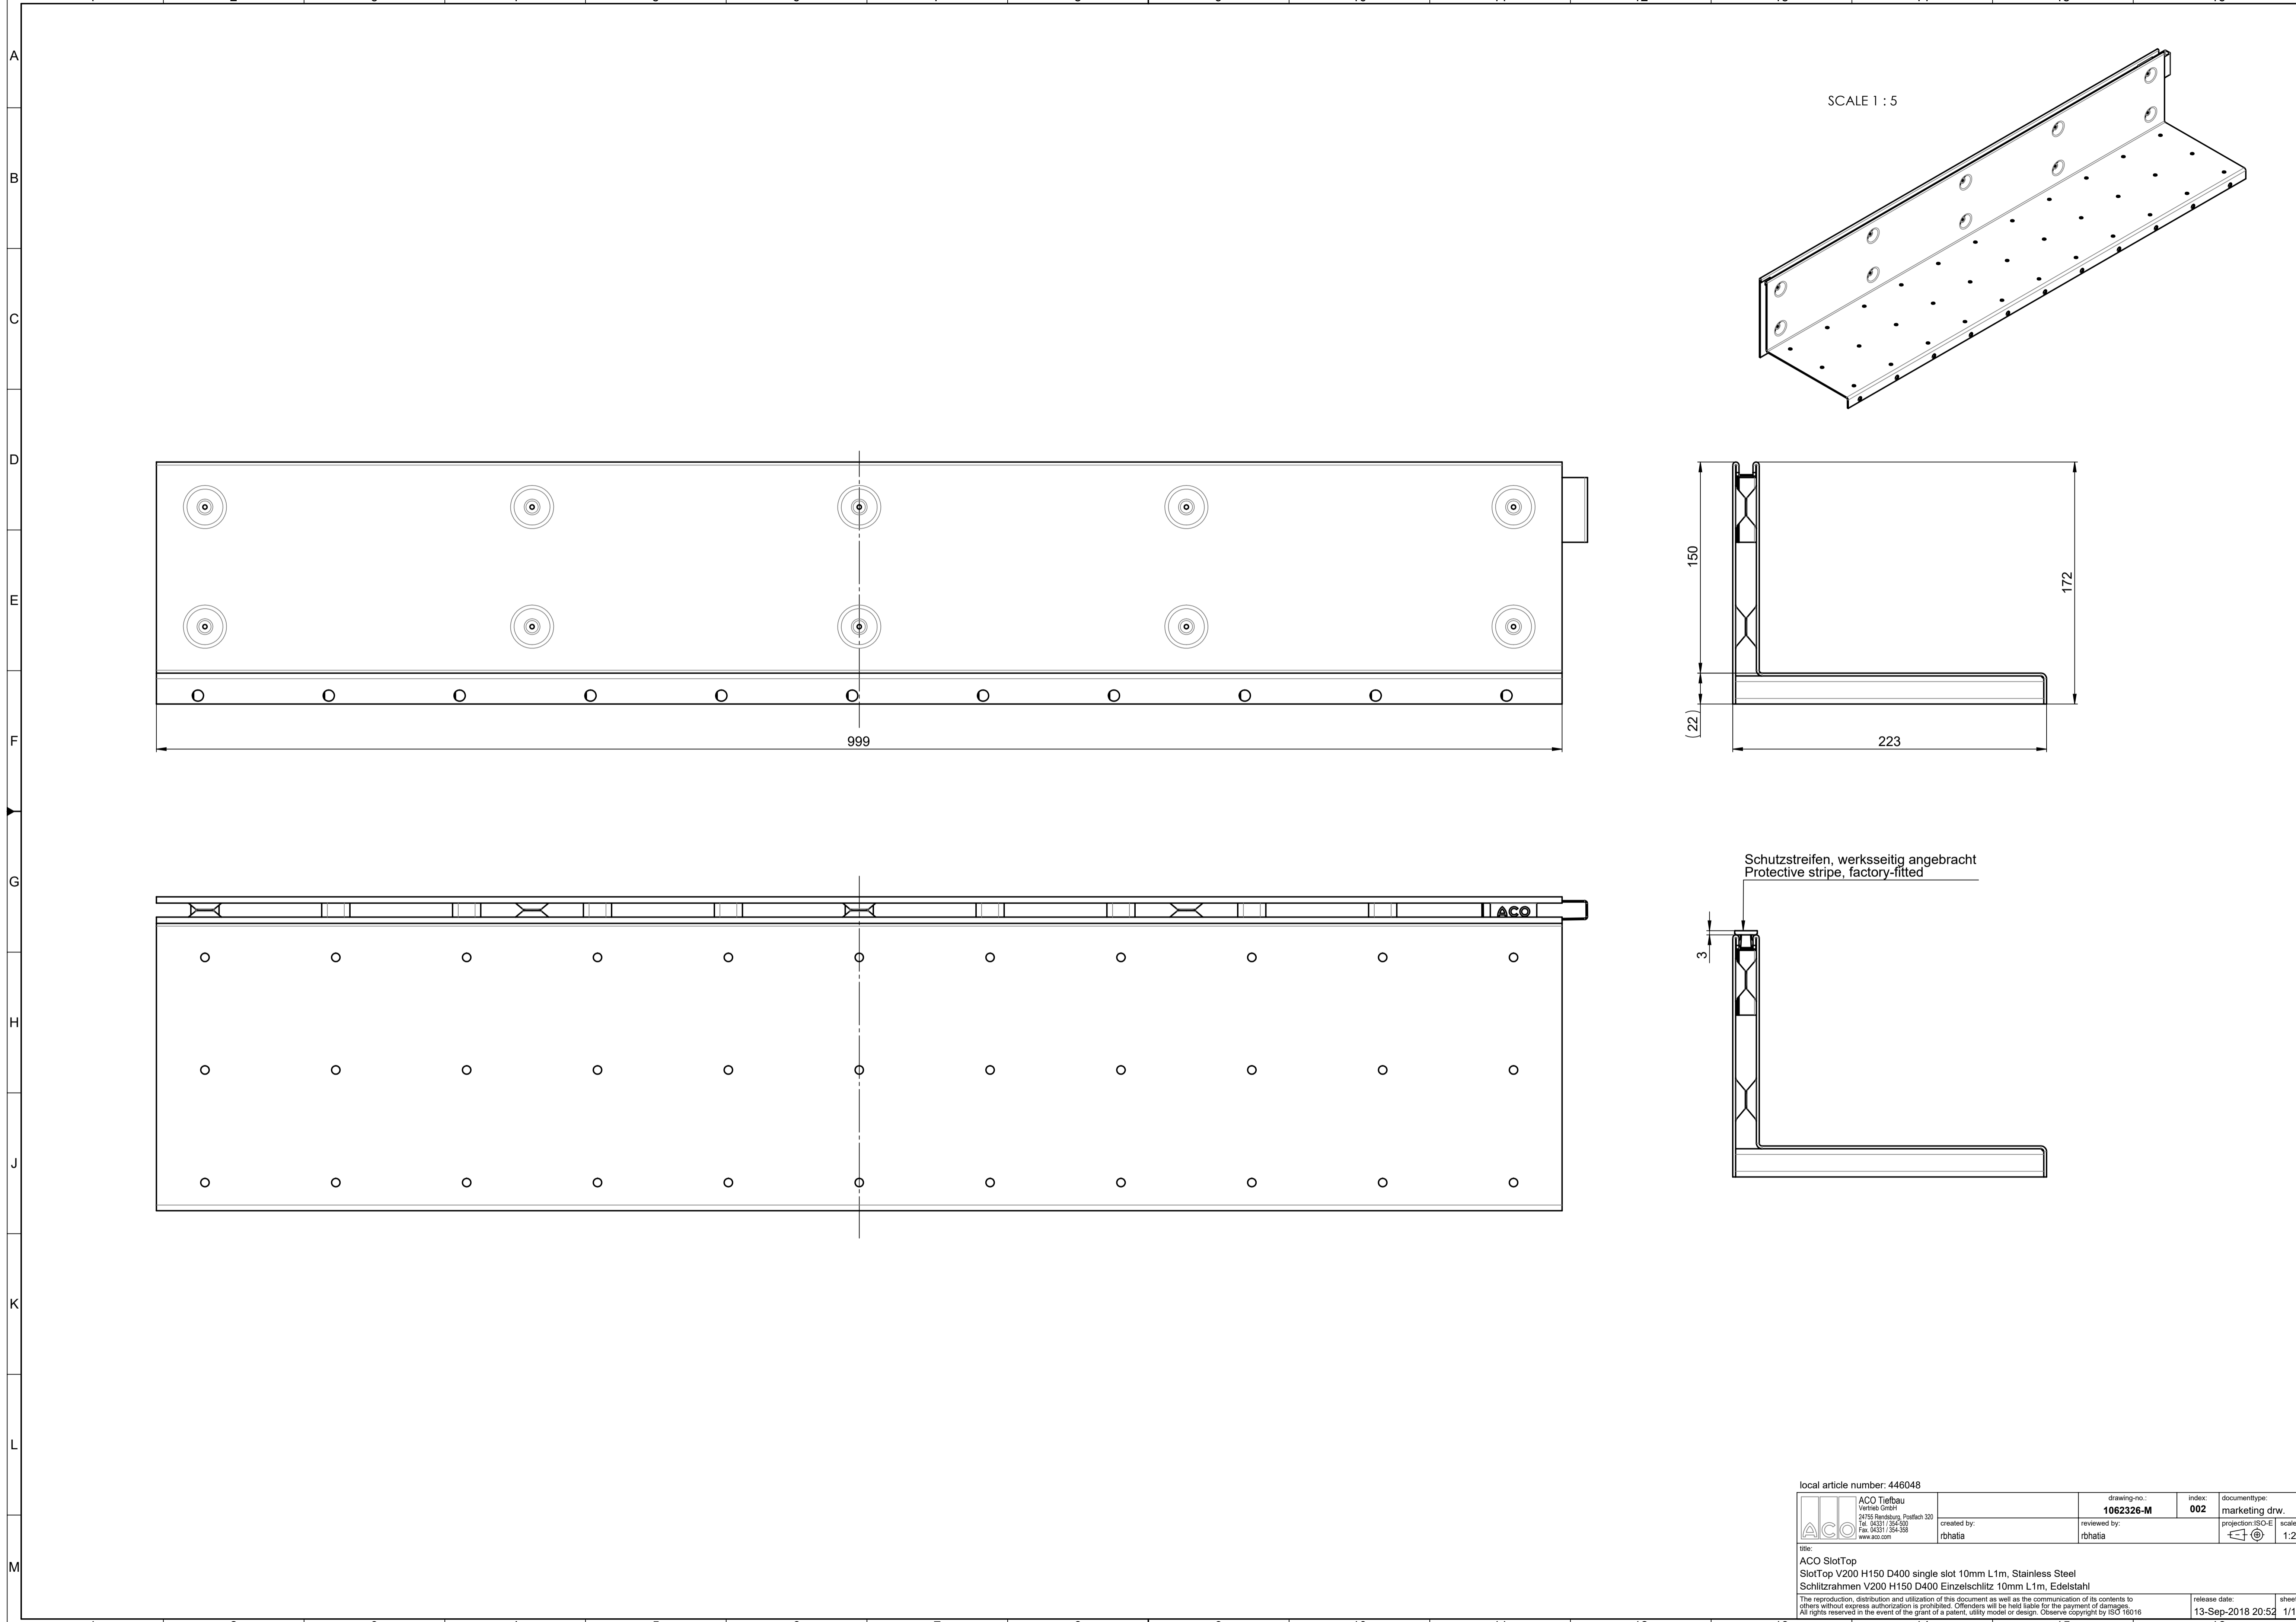 A
B
C
D
E
F
G
H
J
K
L
M
SCALE 1 : 5
150
172
(22)
999
223
Schutzstreifen, werksseitig angebracht
Protective stripe, factory-fitted
3
ACO
local article number: 446048
ACO
ACO Tiefbau
Vertrieb GmbH
24755 Rendsburg, Postfach 320
Tel. 04331 / 354-500
Fax. 04331 / 354-358
www.aco.com
drawing-no.:
1062326-M
index:
002
documenttype:
marketing drw.
created by:
rbhatia
reviewed by:
rbhatia
projection:ISO-E
scale
1:2
title:
ACO SlotTop
SlotTop V200 H150 D400 single slot 10mm L1m, Stainless Steel
Schlitzrahmen V200 H150 D400 Einzelschlitz 10mm L1m, Edelstahl
The reproduction, distribution and utilization of this document as well as the communication of its contents to
others without express authorization is prohibited. Offenders will be held liable for the payment of damages.
All rights reserved in the event of the grant of a patent, utility model or design. Observe copyright by ISO 16016
release date:
13-Sep-2018 20:52
1/1